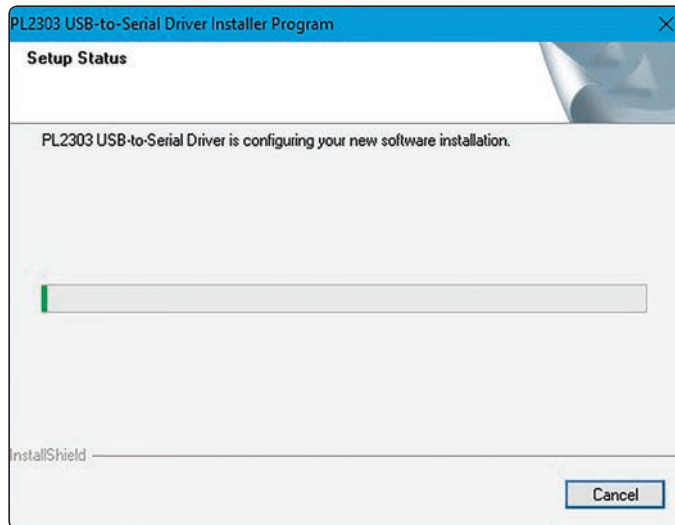 PL2303 USB-to-Serial Driver Installer Program
Setup Status
PL2303 USB-to-Serial Driver is configuring your new software installation.
InstallShield
Cancel